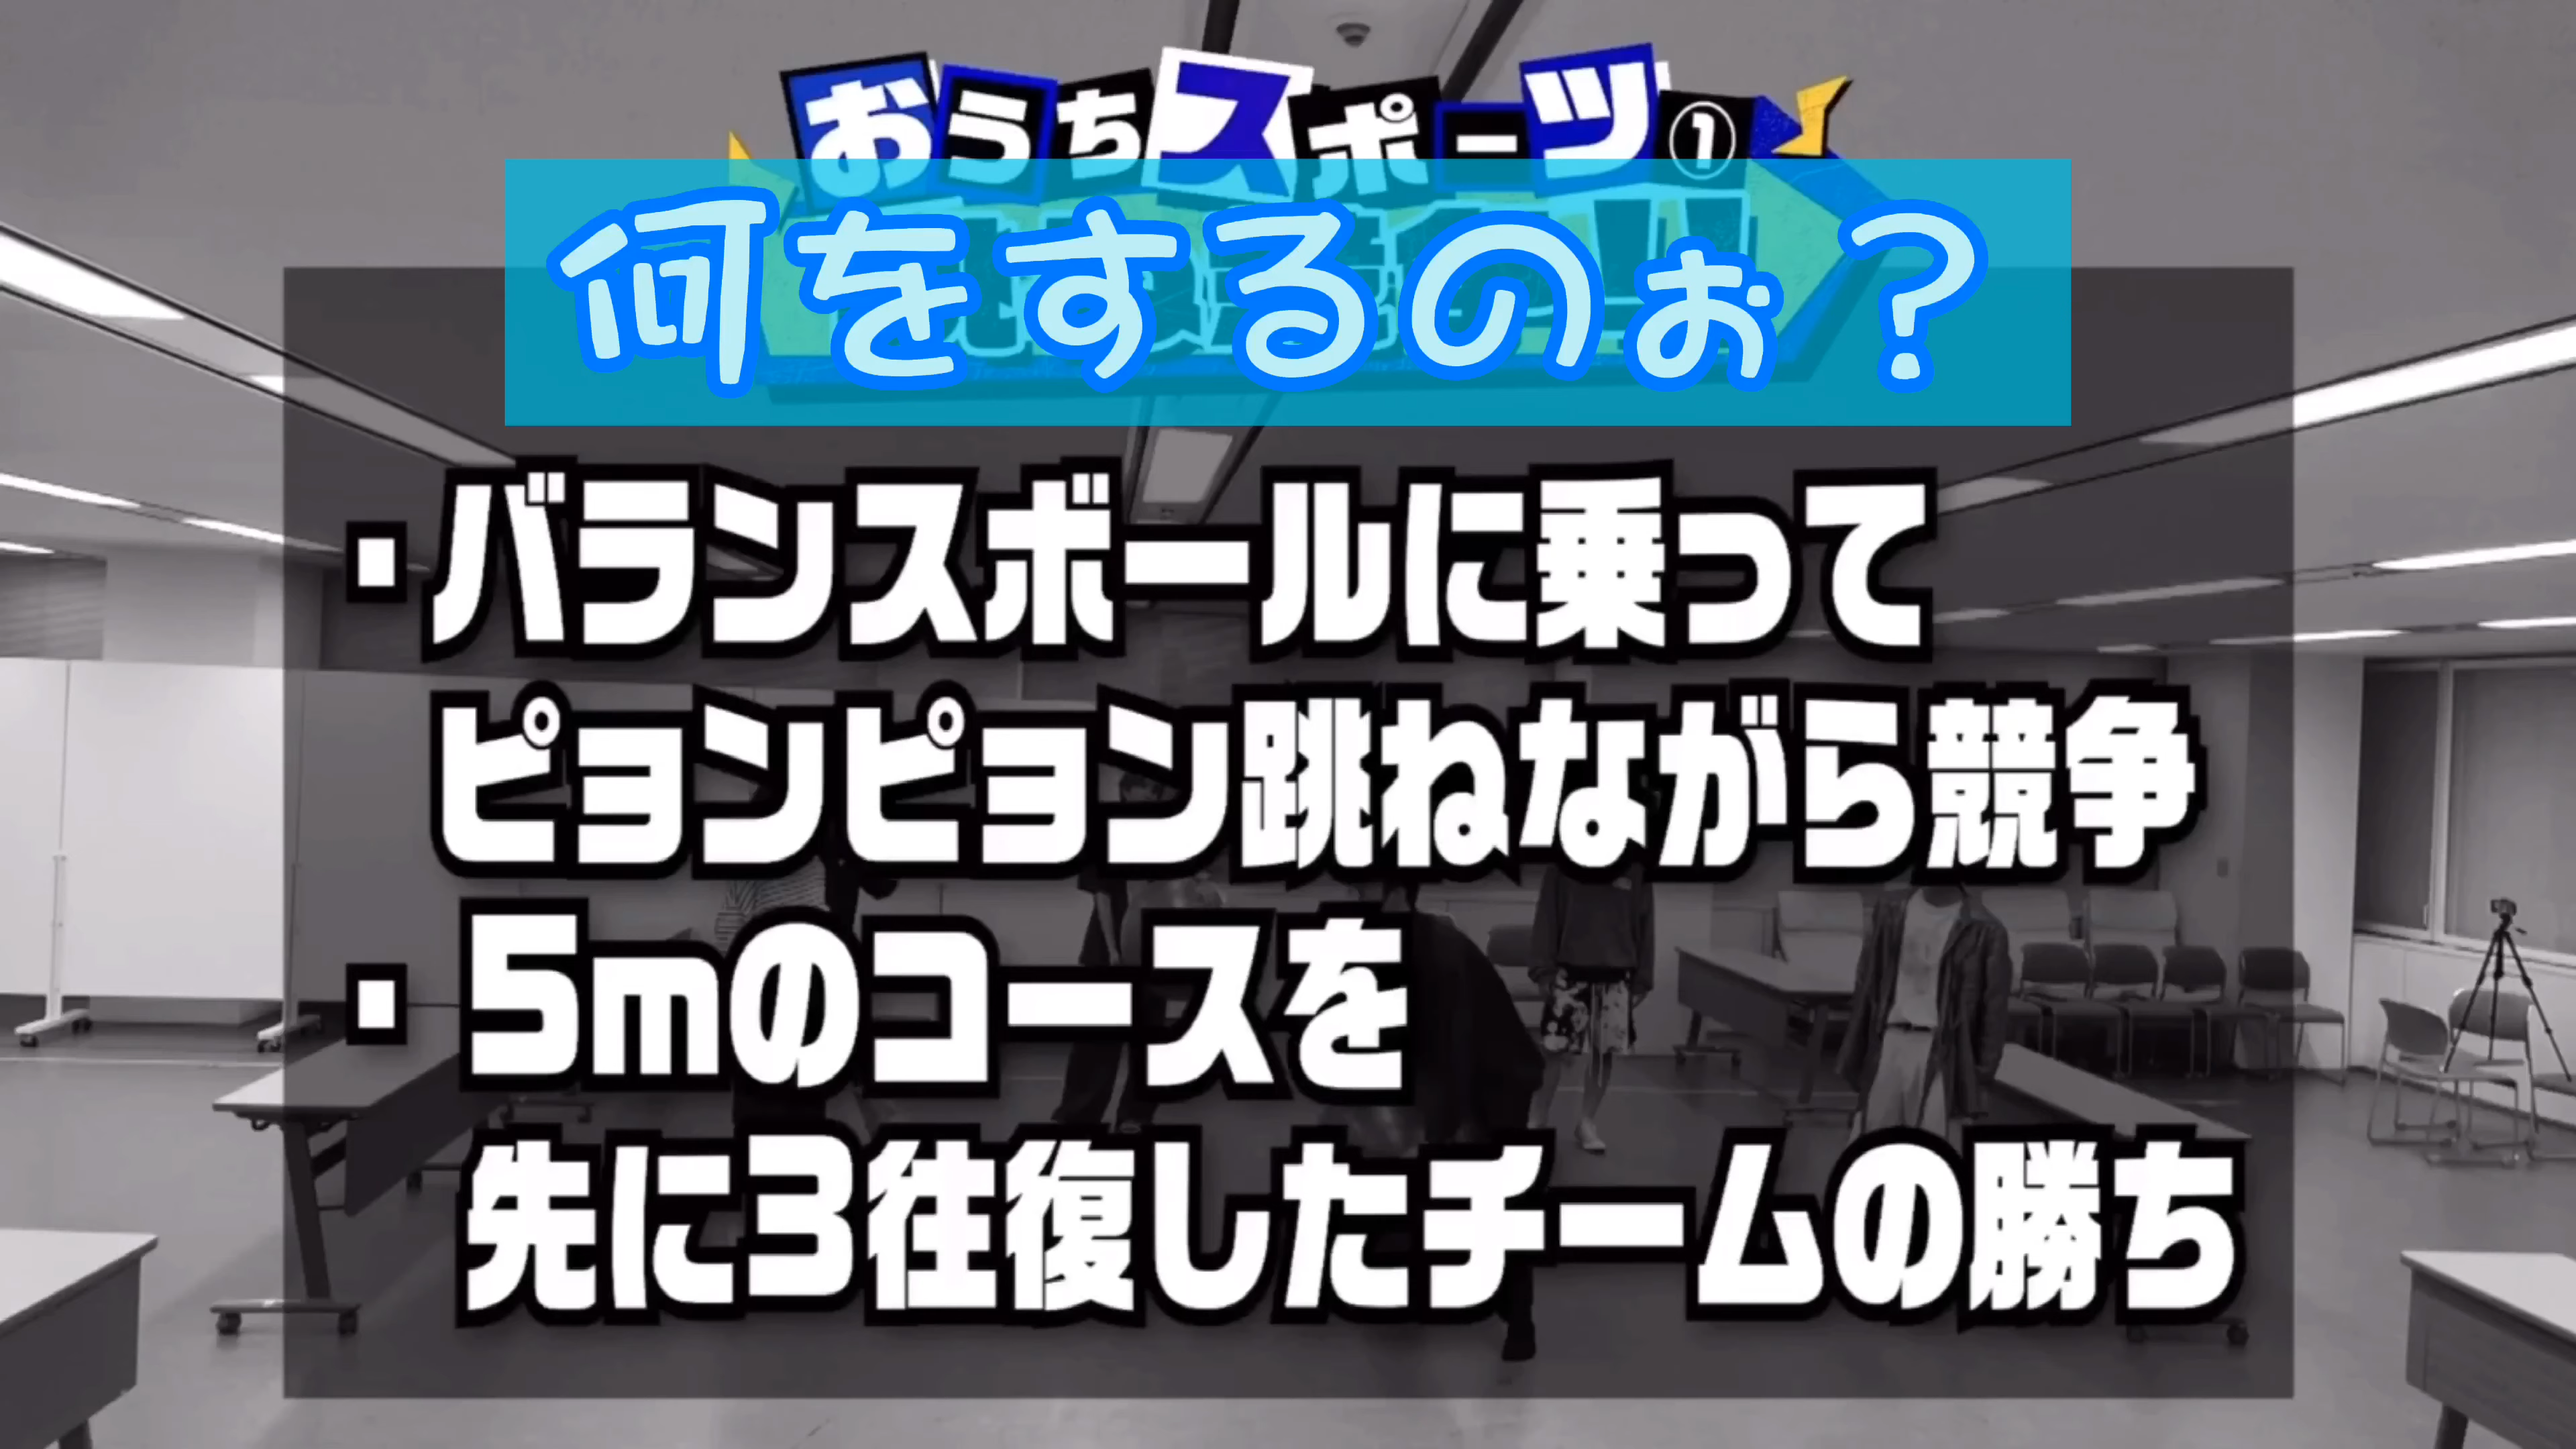 おうちスポーツ①
何をするのぉ?
・バランスボールに乗って
ピョンピョン跳ねながら競争
・5mのコースを
先に3往復したチームの勝ち